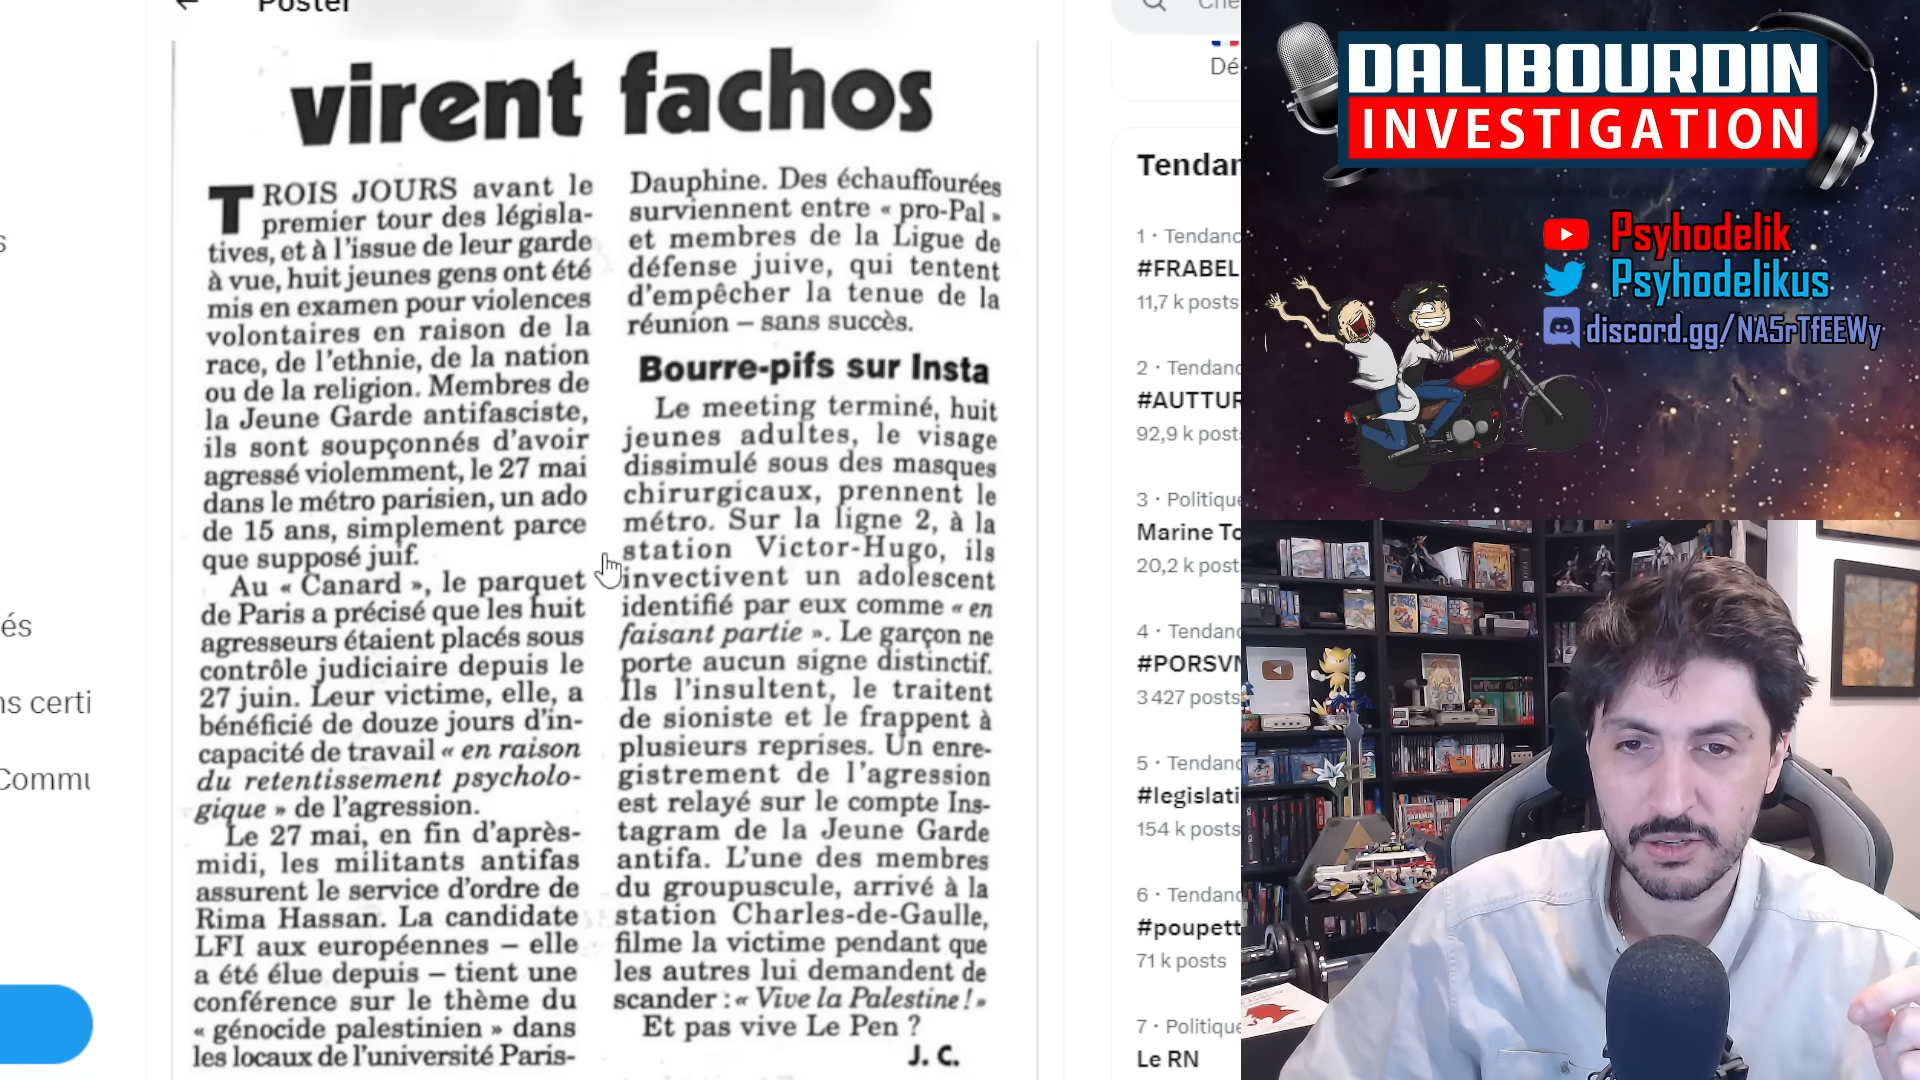 Poster
virent fachos
TROIS JOURS avant le
premier tour des législa-
tives, et à l'issue de leur garde
à vue, huit jeunes gens ont été
mis en examen pour violences
volontaires en raison de la
race, de l'ethnie, de la nation
ou de la religion. Membres de
la Jeune Garde antifasciste,
ils sont soupçonnés d'avoir
agressé violemment, le 27 mai
dans le métro parisien, un ado
de 15 ans, simplement parce
que supposé juif.
Au « Canard », le parquet
de Paris a précisé que les huit
agresseurs étaient placés sous
contrôle judiciaire depuis le
27 juin. Leur victime, elle, a
bénéficié de douze jours d'in-
capacité de travail « en raison
du retentissement psycholo-
gique » de l'agression.
Le 27 mai, en fin d'après-
midi, les militants antifas
assurent le service d'ordre de
Rima Hassan. La candidate
LFI aux européennes – elle
a été élue depuis – tient une
conférence sur le thème du
« génocide palestinien » dans
les locaux de l'université Paris-
Dauphine. Des échauffourées
surviennent entre « pro-Pal »
et membres de la Ligue de
défense juive, qui tentent
d'empêcher la tenue de la
réunion – sans succès.
Bourre-pifs sur Insta
Le meeting terminé, huit
jeunes adultes, le visage
dissimulé sous des masques
chirurgicaux, prennent le
métro. Sur la ligne 2, à la
station Victor-Hugo, ils
invectivent un adolescent
identifié par eux comme « en
faisant partie ». Le garçon ne
porte aucun signe distinctif.
Ils l'insultent, le traitent
de sioniste et le frappent à
plusieurs reprises. Un enre-
gistrement de l'agression
est relayé sur le compte Ins-
tagram de la Jeune Garde
antifa. L'une des membres
du groupuscule, arrivé à la
station Charles-de-Gaulle,
filme la victime pendant que
les autres lui demandent de
scander : « Vive la Palestine ! »
Et pas vive Le Pen ?
J. C.
és
ns certi
Commu
Che
Dé
Tendan
1 · Tendanc
#FRABEL
11,7 k posts
2 · Tendanc
#AUTTUR
92,9 k posts
3 · Politique
Marine To
20,2 k posts
4 · Tendanc
#PORSVN
3 427 posts
5 · Tendanc
#legislati
154 k posts
6 · Tendanc
#poupett
71 k posts
7 · Politique
Le RN
DALIBOURDIN
INVESTIGATION
Psyhodelik
Psyhodelikus
discord.gg/NA5rTfEEWy